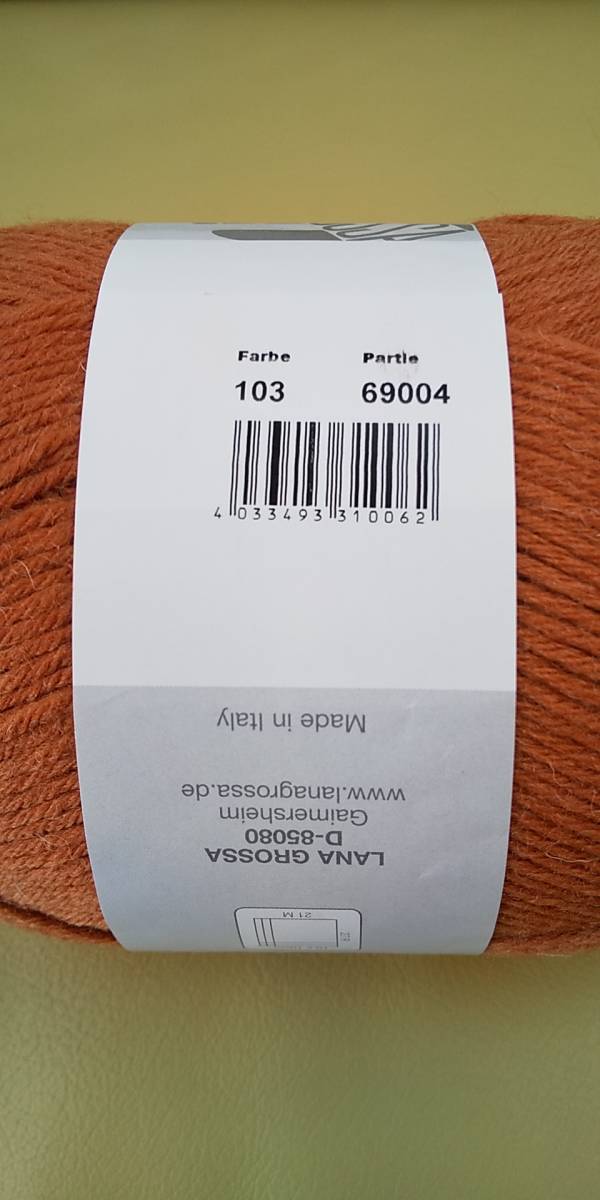 Farbe Partie
103 69004
4 033493 310062
Made in Italy
LANA GROSSA
D-85080
Gaimersheim
www.lanagrossa.de
21 M